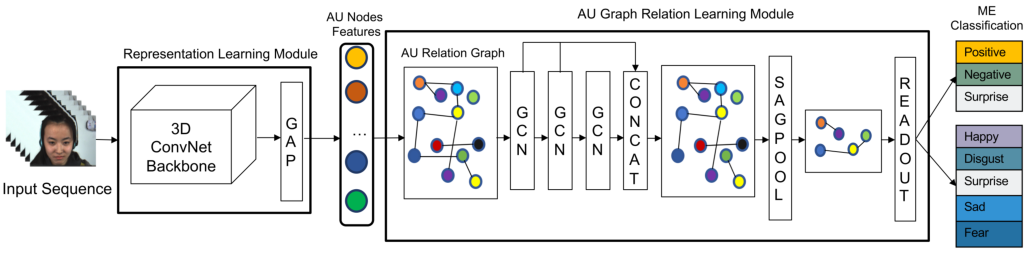 AU Nodes
Features
AU Graph Relation Learning Module
ME
Classification
Representation Learning Module
AU Relation Graph
Input Sequence
3D
ConvNet
Backbone
GAP
...
GCN
GCN
GCN
CONCAT
SAGPOOL
READOUT
Positive
Negative
Surprise
Happy
Disgust
Surprise
Sad
Fear